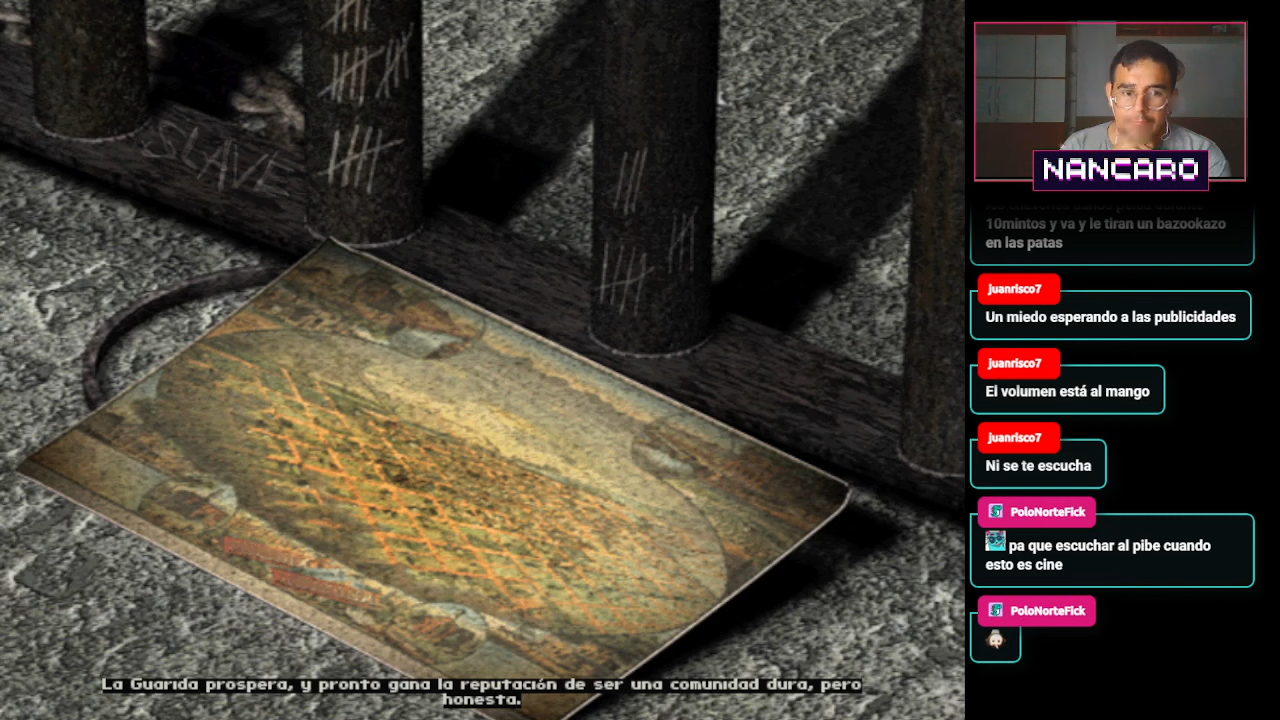 SLAVE
La Guarida prospera, y pronto gana la reputación de ser una comunidad dura, pero
honesta.
NANCARO
10mintos y va y le tiran un bazookazo
en las patas
juanrisco7
Un miedo esperando a las publicidades
juanrisco7
El volumen está al mango
juanrisco7
Ni se te escucha
PoloNorteFick
pa que escuchar al pibe cuando
esto es cine
PoloNorteFick